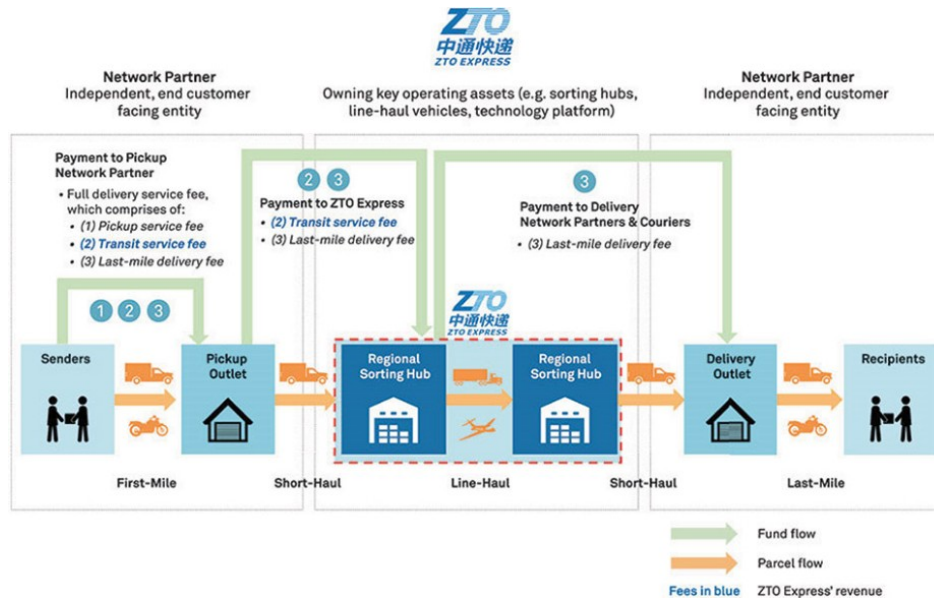 ZTO
中通快递
ZTO EXPRESS
Network Partner
Independent, end customer
facing entity
Owning key operating assets (e.g. sorting hubs,
line-haul vehicles, technology platform)
Network Partner
Independent, end customer
facing entity
Payment to Pickup
Network Partner
• Full delivery service fee,
which comprises of:
• (1) Pickup service fee
• (2) Transit service fee
• (3) Last-mile delivery fee
1 2 3
2 3
Payment to ZTO Express
• (2) Transit service fee
• (3) Last-mile delivery fee
3
Payment to Delivery
Network Partners & Couriers
• (3) Last-mile delivery fee
ZTO
中通快递
ZTO EXPRESS
Senders
Pickup
Outlet
Regional
Sorting Hub
Regional
Sorting Hub
Delivery
Outlet
Recipients
First-Mile
Short-Haul
Line-Haul
Short-Haul
Last-Mile
Fund flow
Parcel flow
Fees in blue ZTO Express' revenue